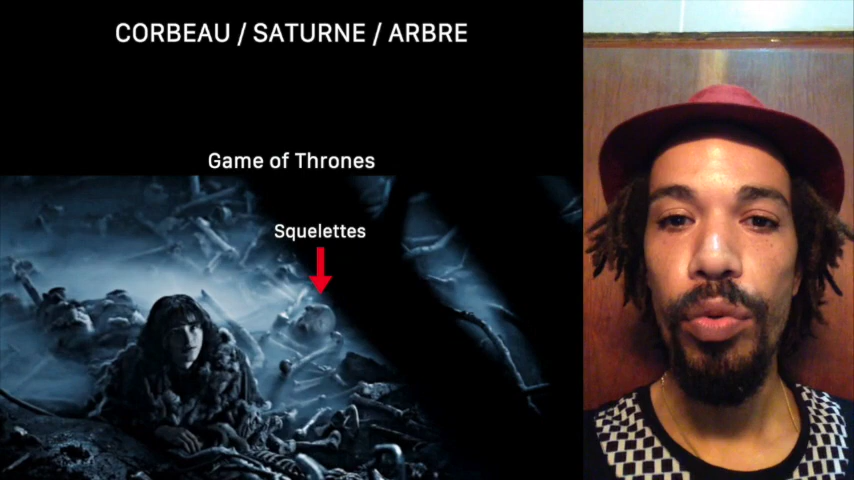 CORBEAU / SATURNE / ARBRE
Game of Thrones
Squelettes